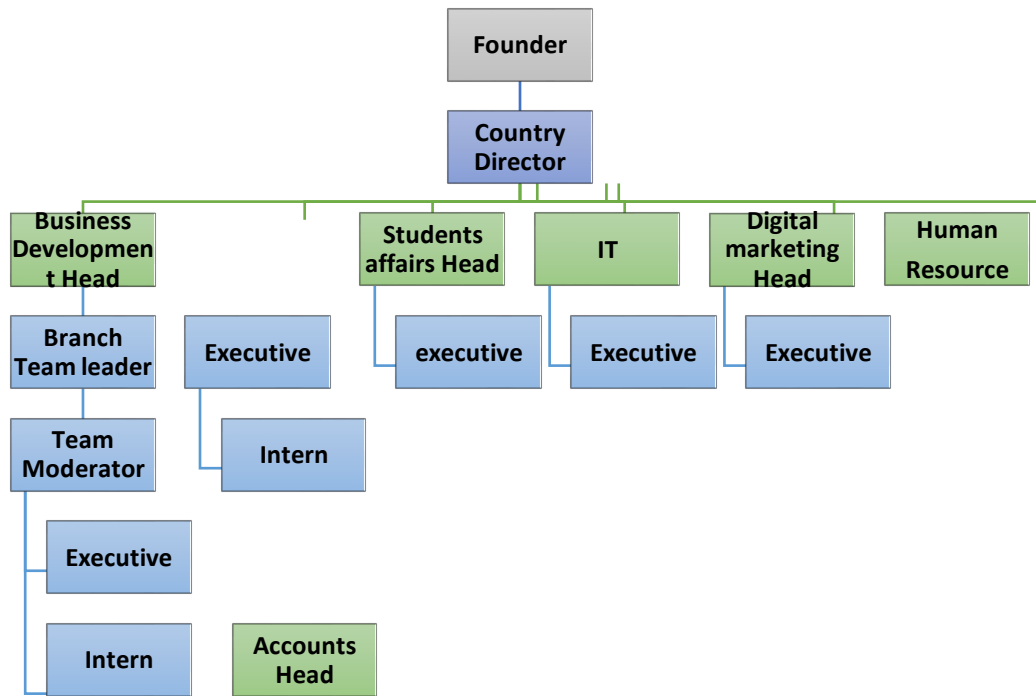 Founder
Country
Director
Business
Developmen
t Head
Students
affairs Head
IT
Digital
marketing
Head
Human
Resource
Branch
Team leader
Executive
executive
Executive
Executive
Team
Moderator
Intern
Executive
Intern
Accounts
Head